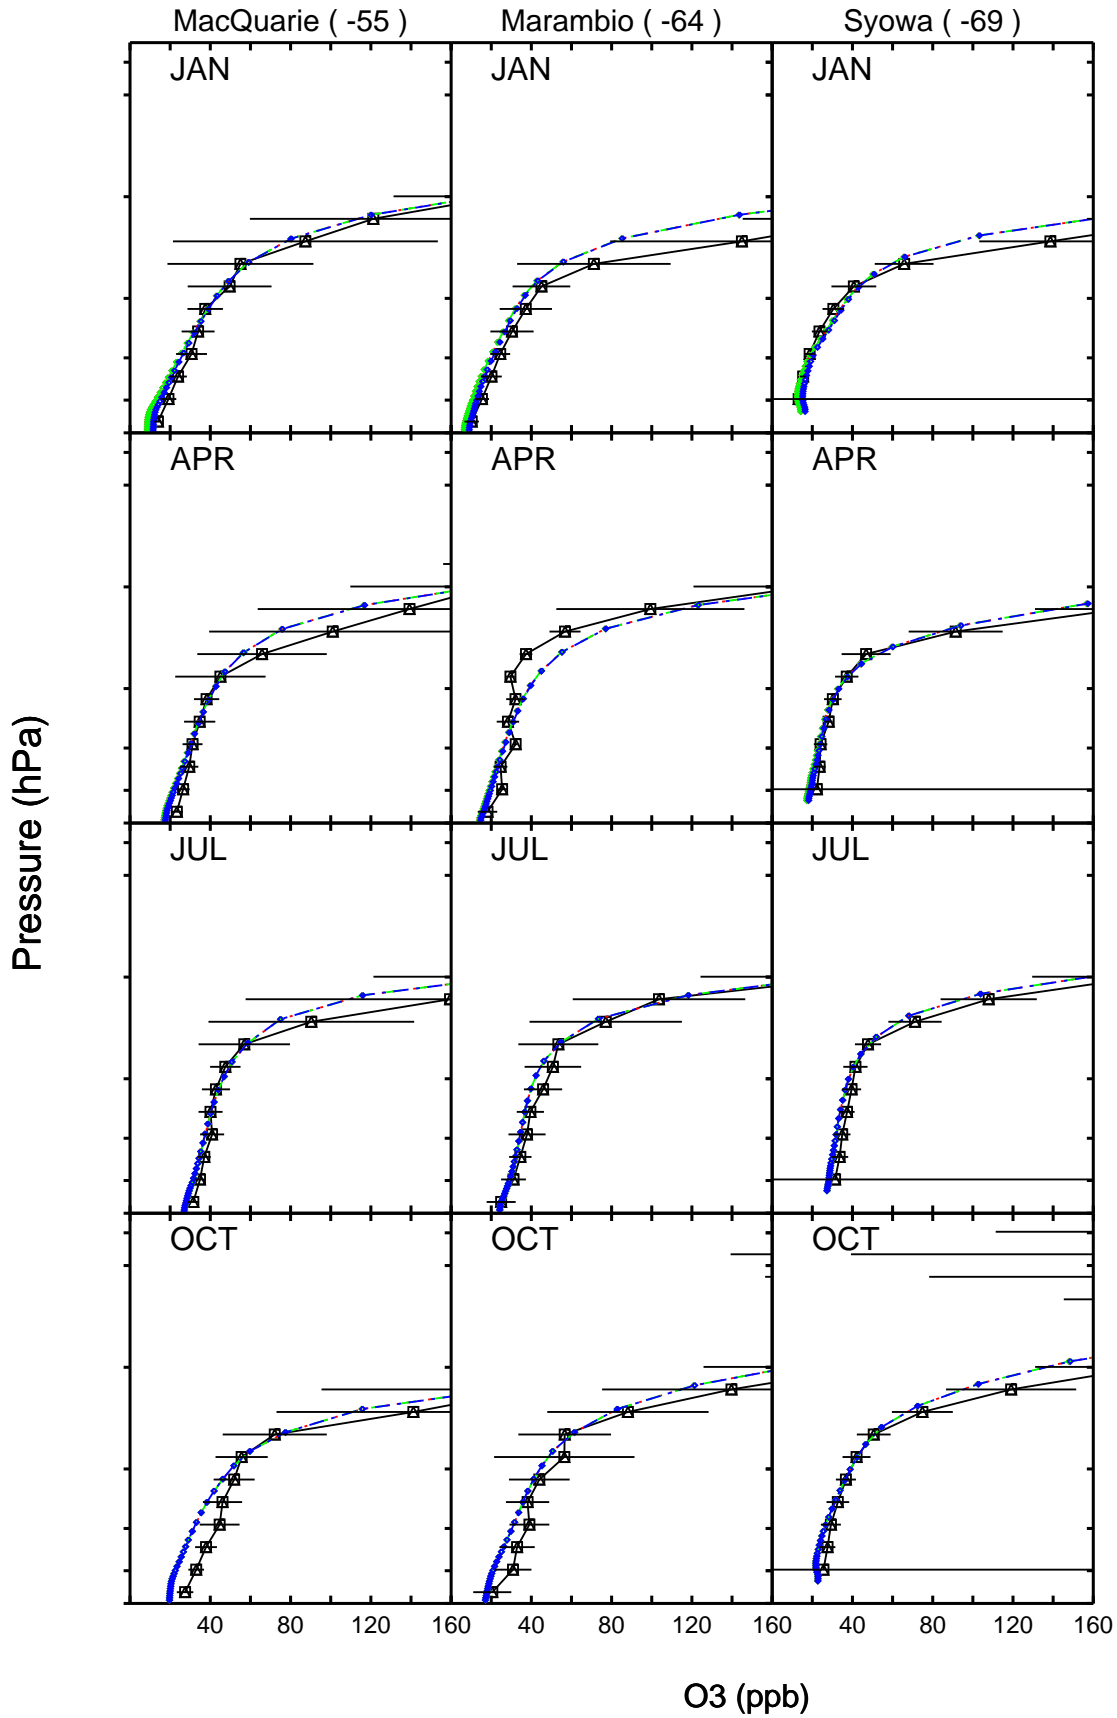 MacQuarie ( -55 ) Marambio ( -64 ) Syowa ( -69 )
JAN JAN JAN
APR APR APR
JUL JUL JUL
OCT OCT OCT
Pressure (hPa)
40 80 120 160 40 80 120 160 40 80 120 160
O3 (ppb)